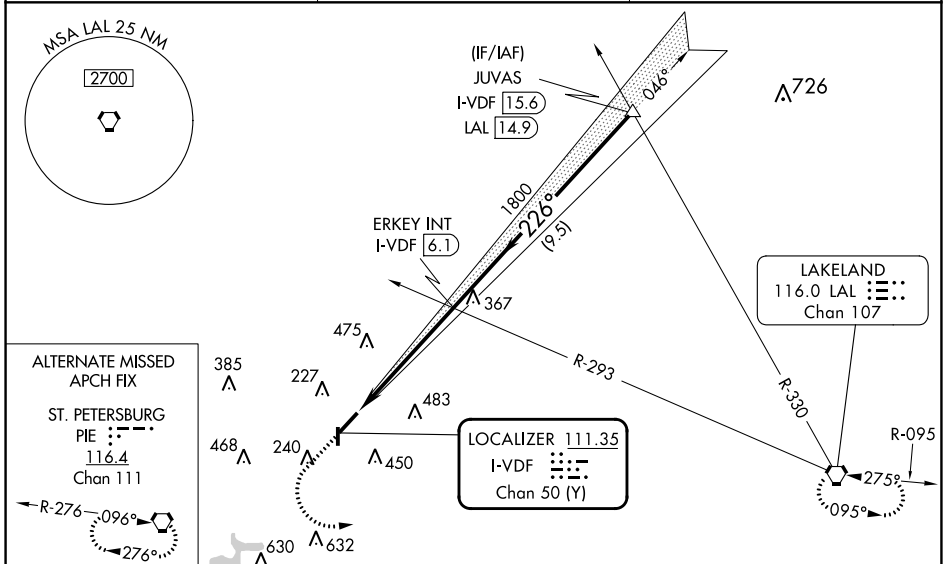 MSA LAL 25 NM
2700
(IF/IAF)
JUVAS
I-VDF 15.6
LAL 14.9
046°
726
1800
226°
(9.5)
ERKEY INT
I-VDF 6.1
367
LAKELAND
116.0 LAL
Chan 107
475
R-293
R-330
ALTERNATE MISSED
APCH FIX
ST. PETERSBURG
PIE
116.4
Chan 111
R-276
096°
276°
385
227
483
468
240
450
LOCALIZER 111.35
I-VDF
Chan 50 (Y)
R-095
275°
095°
630
632